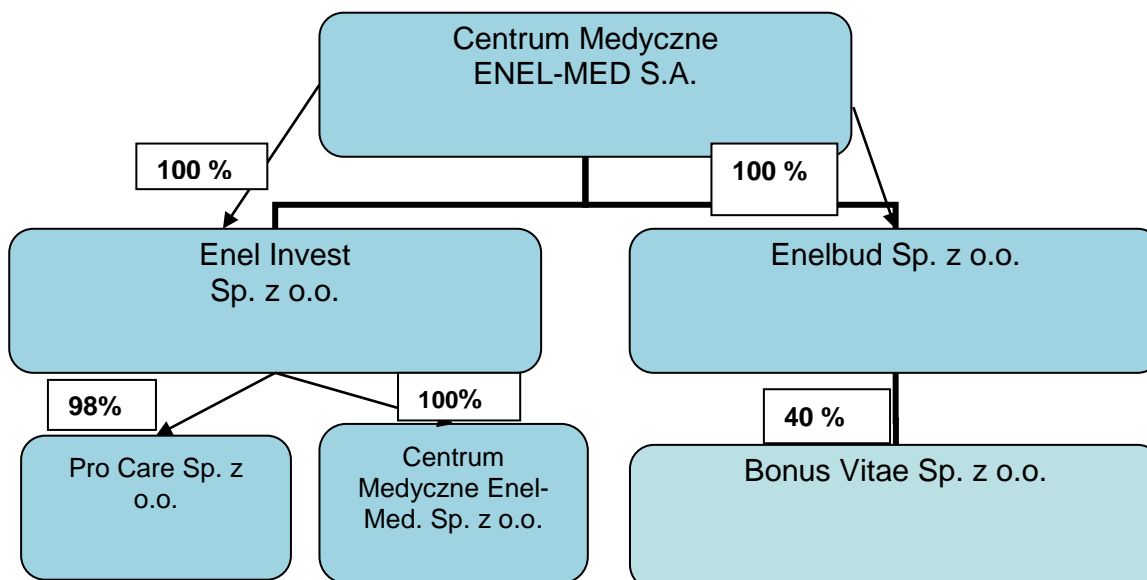 Centrum Medyczne
ENEL-MED S.A.
100 %
100 %
Enel Invest
Sp. z o.o.
Enelbud Sp. z o.o.
98%
100%
40 %
Pro Care Sp. z
o.o.
Centrum
Medyczne Enel-
Med. Sp. z o.o.
Bonus Vitae Sp. z o.o.